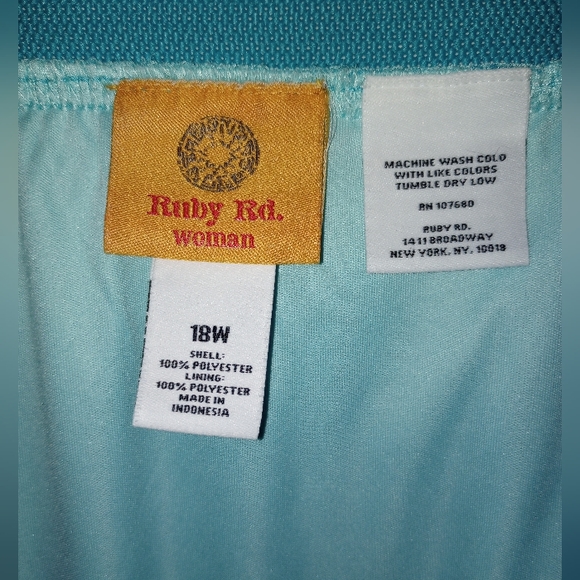 Ruby Rd.
woman
18W
SHELL:
100% POLYESTER
LINING:
100% POLYESTER
MADE IN
INDONESIA
MACHINE WASH COLD
WITH LIKE COLORS
TUMBLE DRY LOW
RN 107680
RUBY RD.
1411 BROADWAY
NEW YORK, NY, 10018